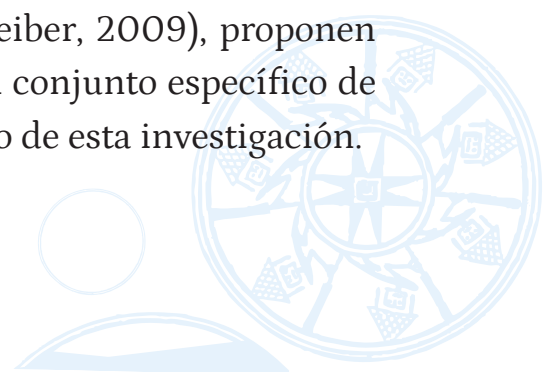 eiber, 2009), proponen
conjunto específico de
o de esta investigación.